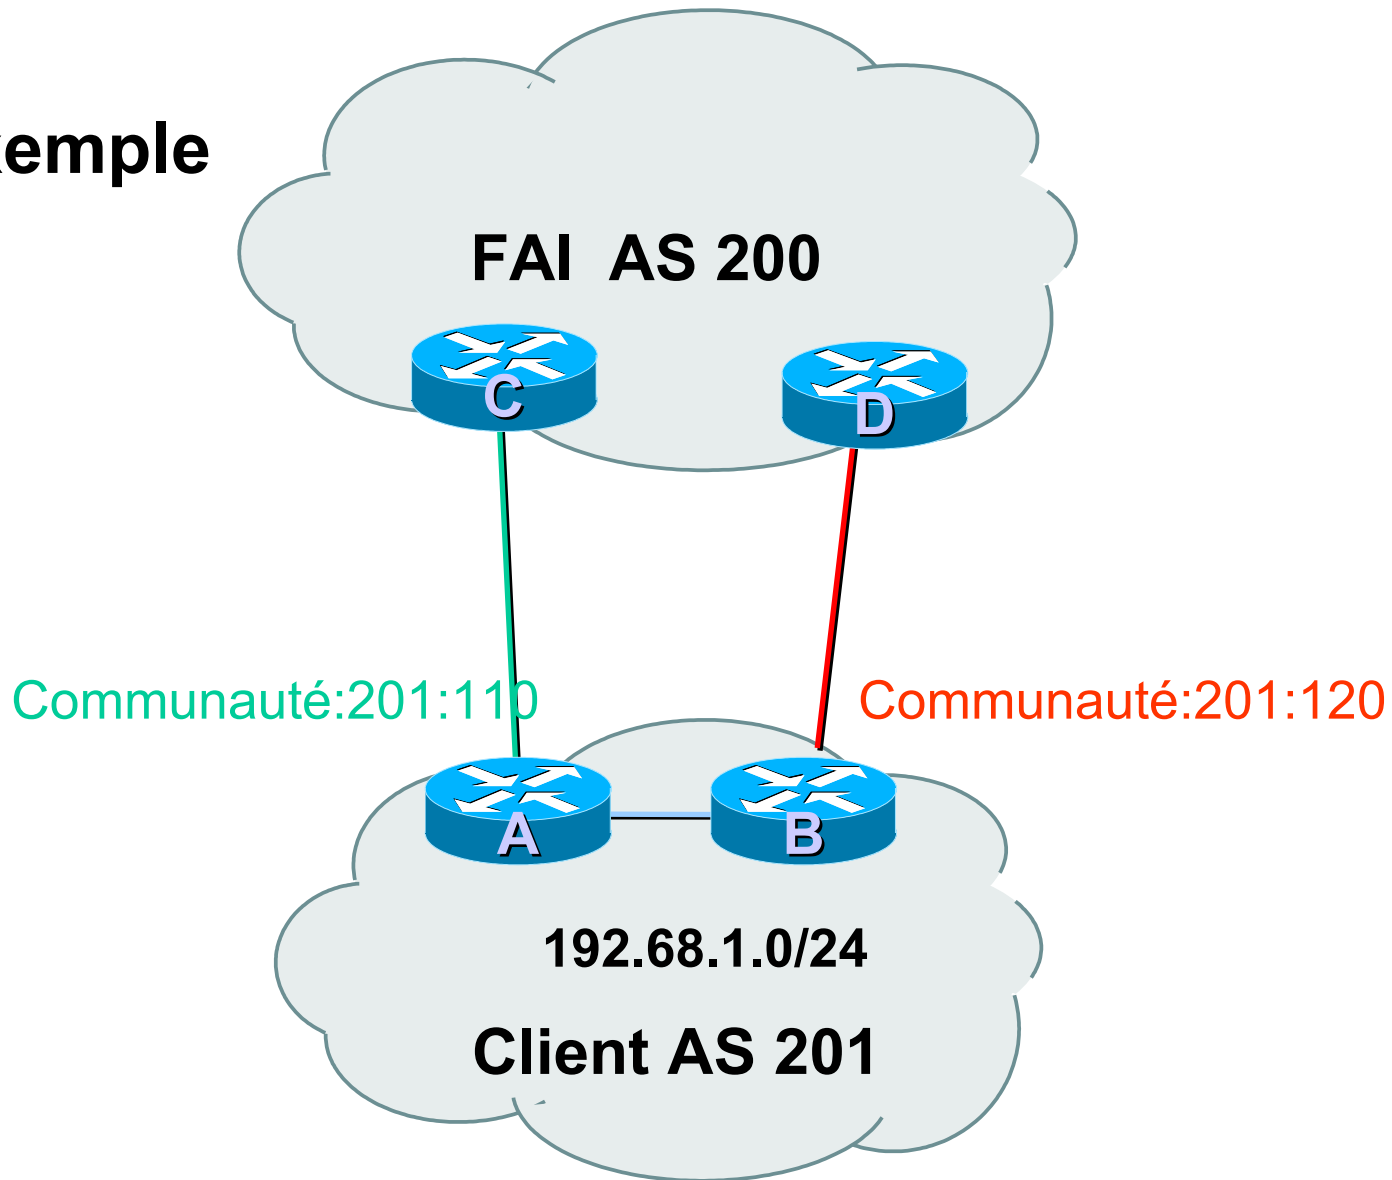 xemple
FAI AS 200
C
D
Communauté:201:110
Communauté:201:120
A
B
192.68.1.0/24
Client AS 201